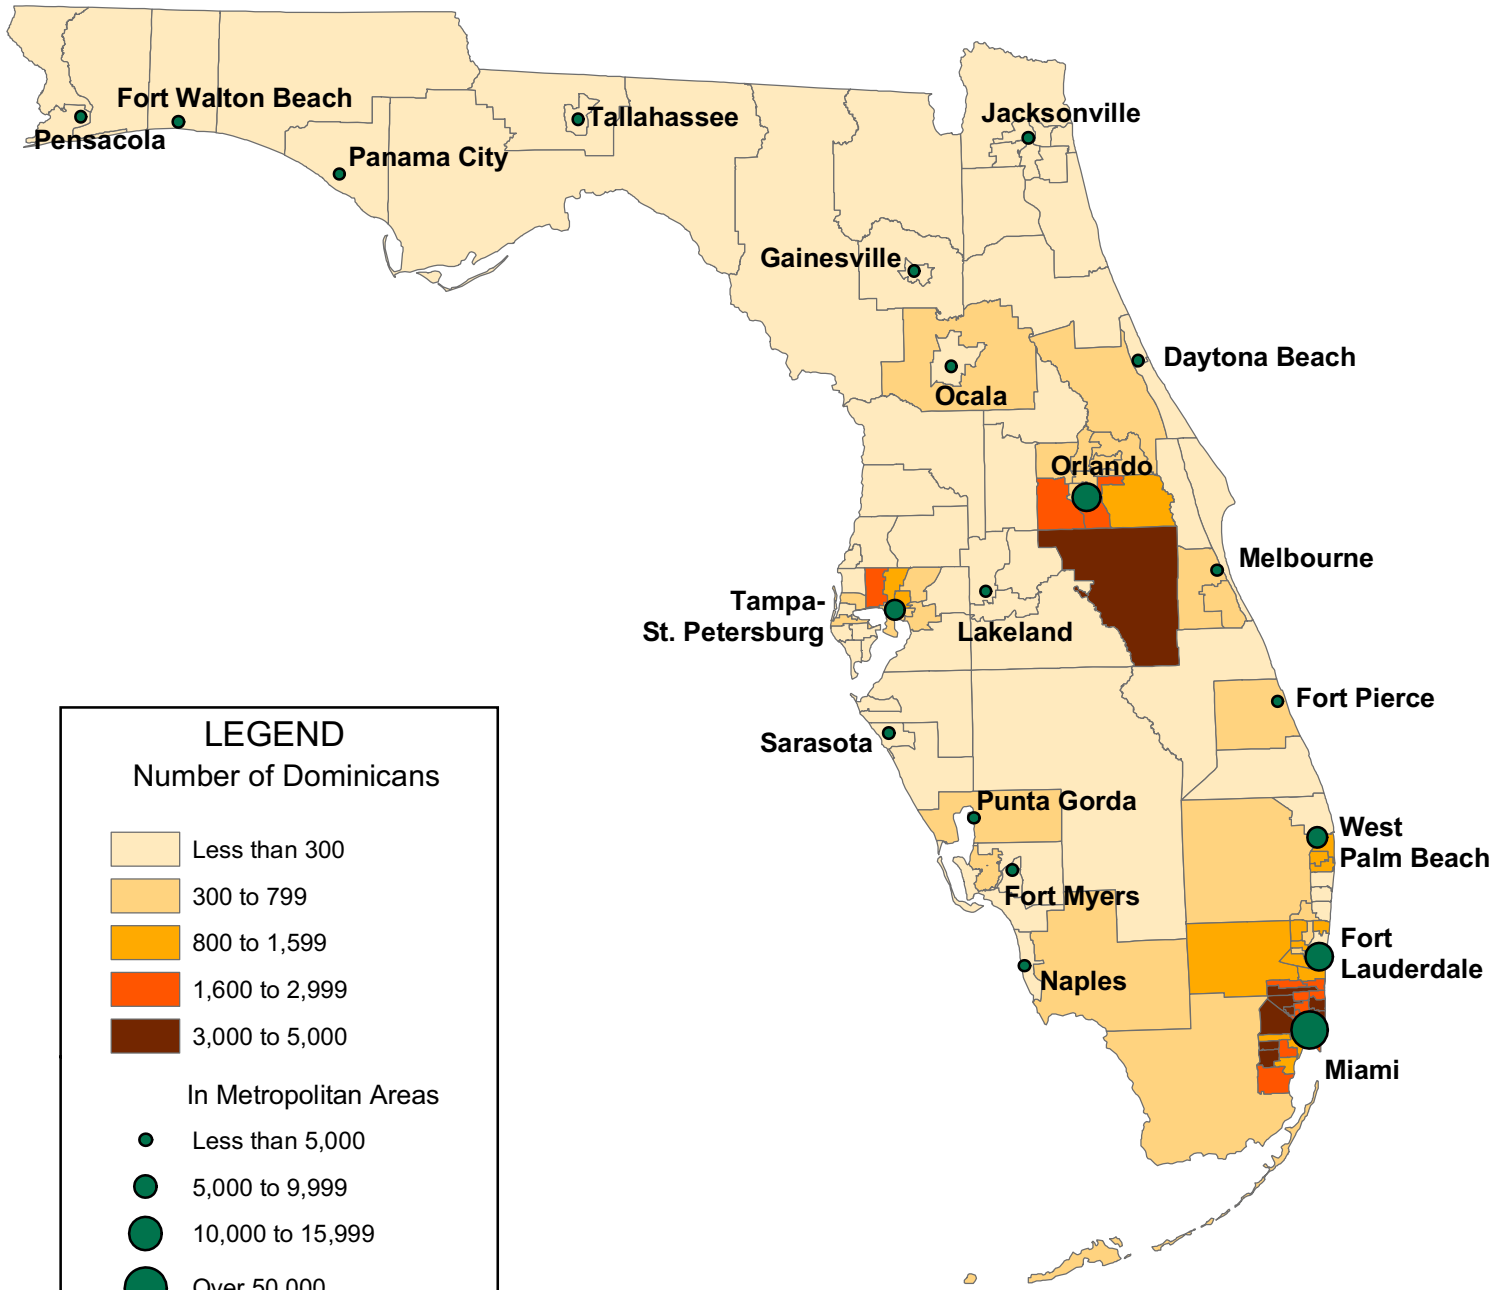 Fort Walton Beach
Pensacola
Tallahassee
Panama City
Jacksonville
Gainesville
Daytona Beach
Ocala
Orlando
Melbourne
Tampa-
St. Petersburg
Lakeland
Fort Pierce
Sarasota
Punta Gorda
West
Palm Beach
Fort Myers
Fort
Lauderdale
Naples
Miami
LEGEND
Number of Dominicans
Less than 300
300 to 799
800 to 1,599
1,600 to 2,999
3,000 to 5,000
In Metropolitan Areas
Less than 5,000
5,000 to 9,999
10,000 to 15,999
Over 50,000